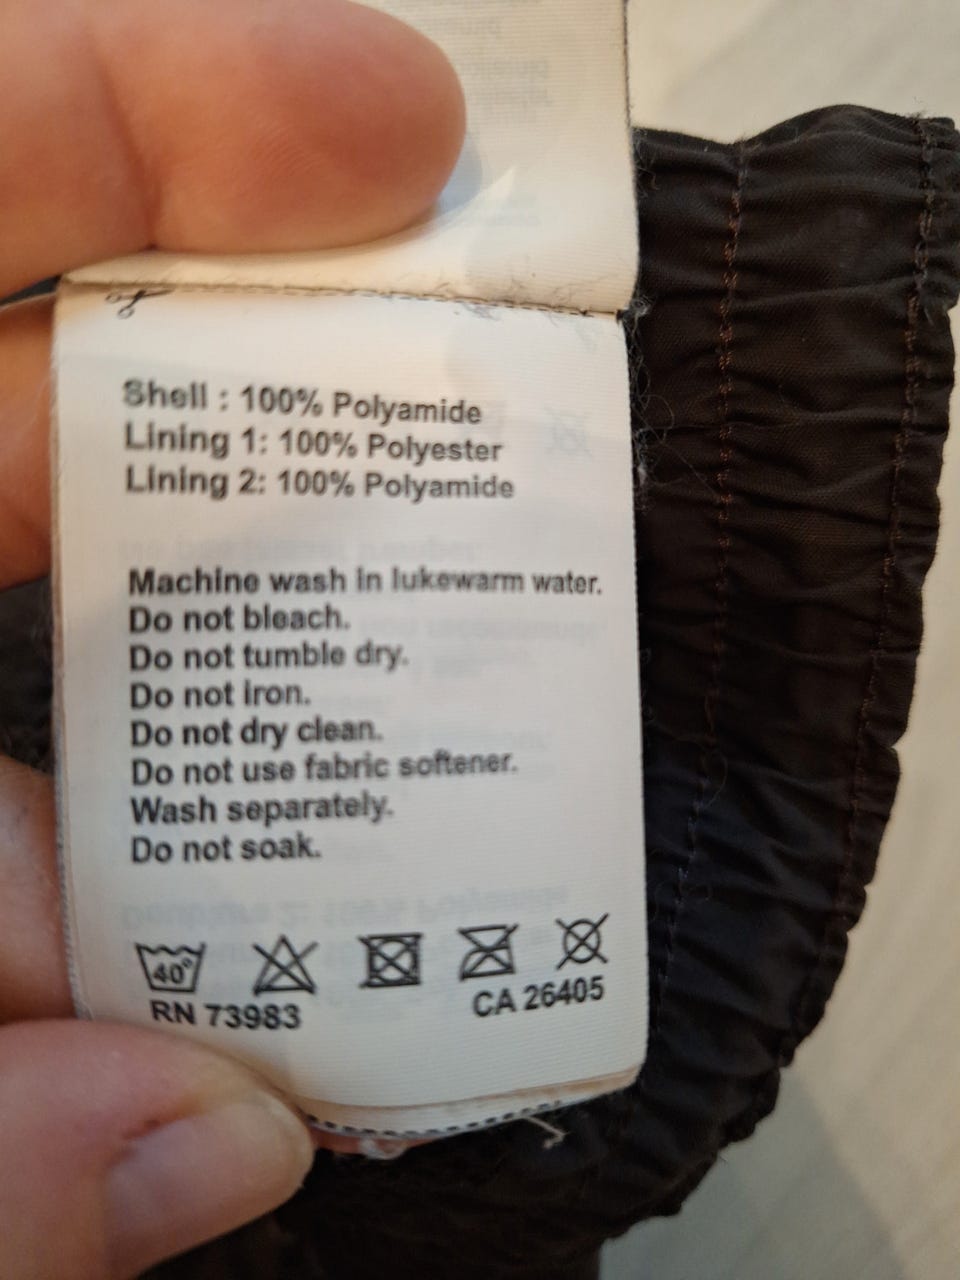 Shell : 100% Polyamide
Lining 1: 100% Polyester
Lining 2: 100% Polyamide
Machine wash in lukewarm water.
Do not bleach.
Do not tumble dry.
Do not iron.
Do not dry clean.
Do not use fabric softener.
Wash separately.
Do not soak.
40°
RN 73983
CA 26405